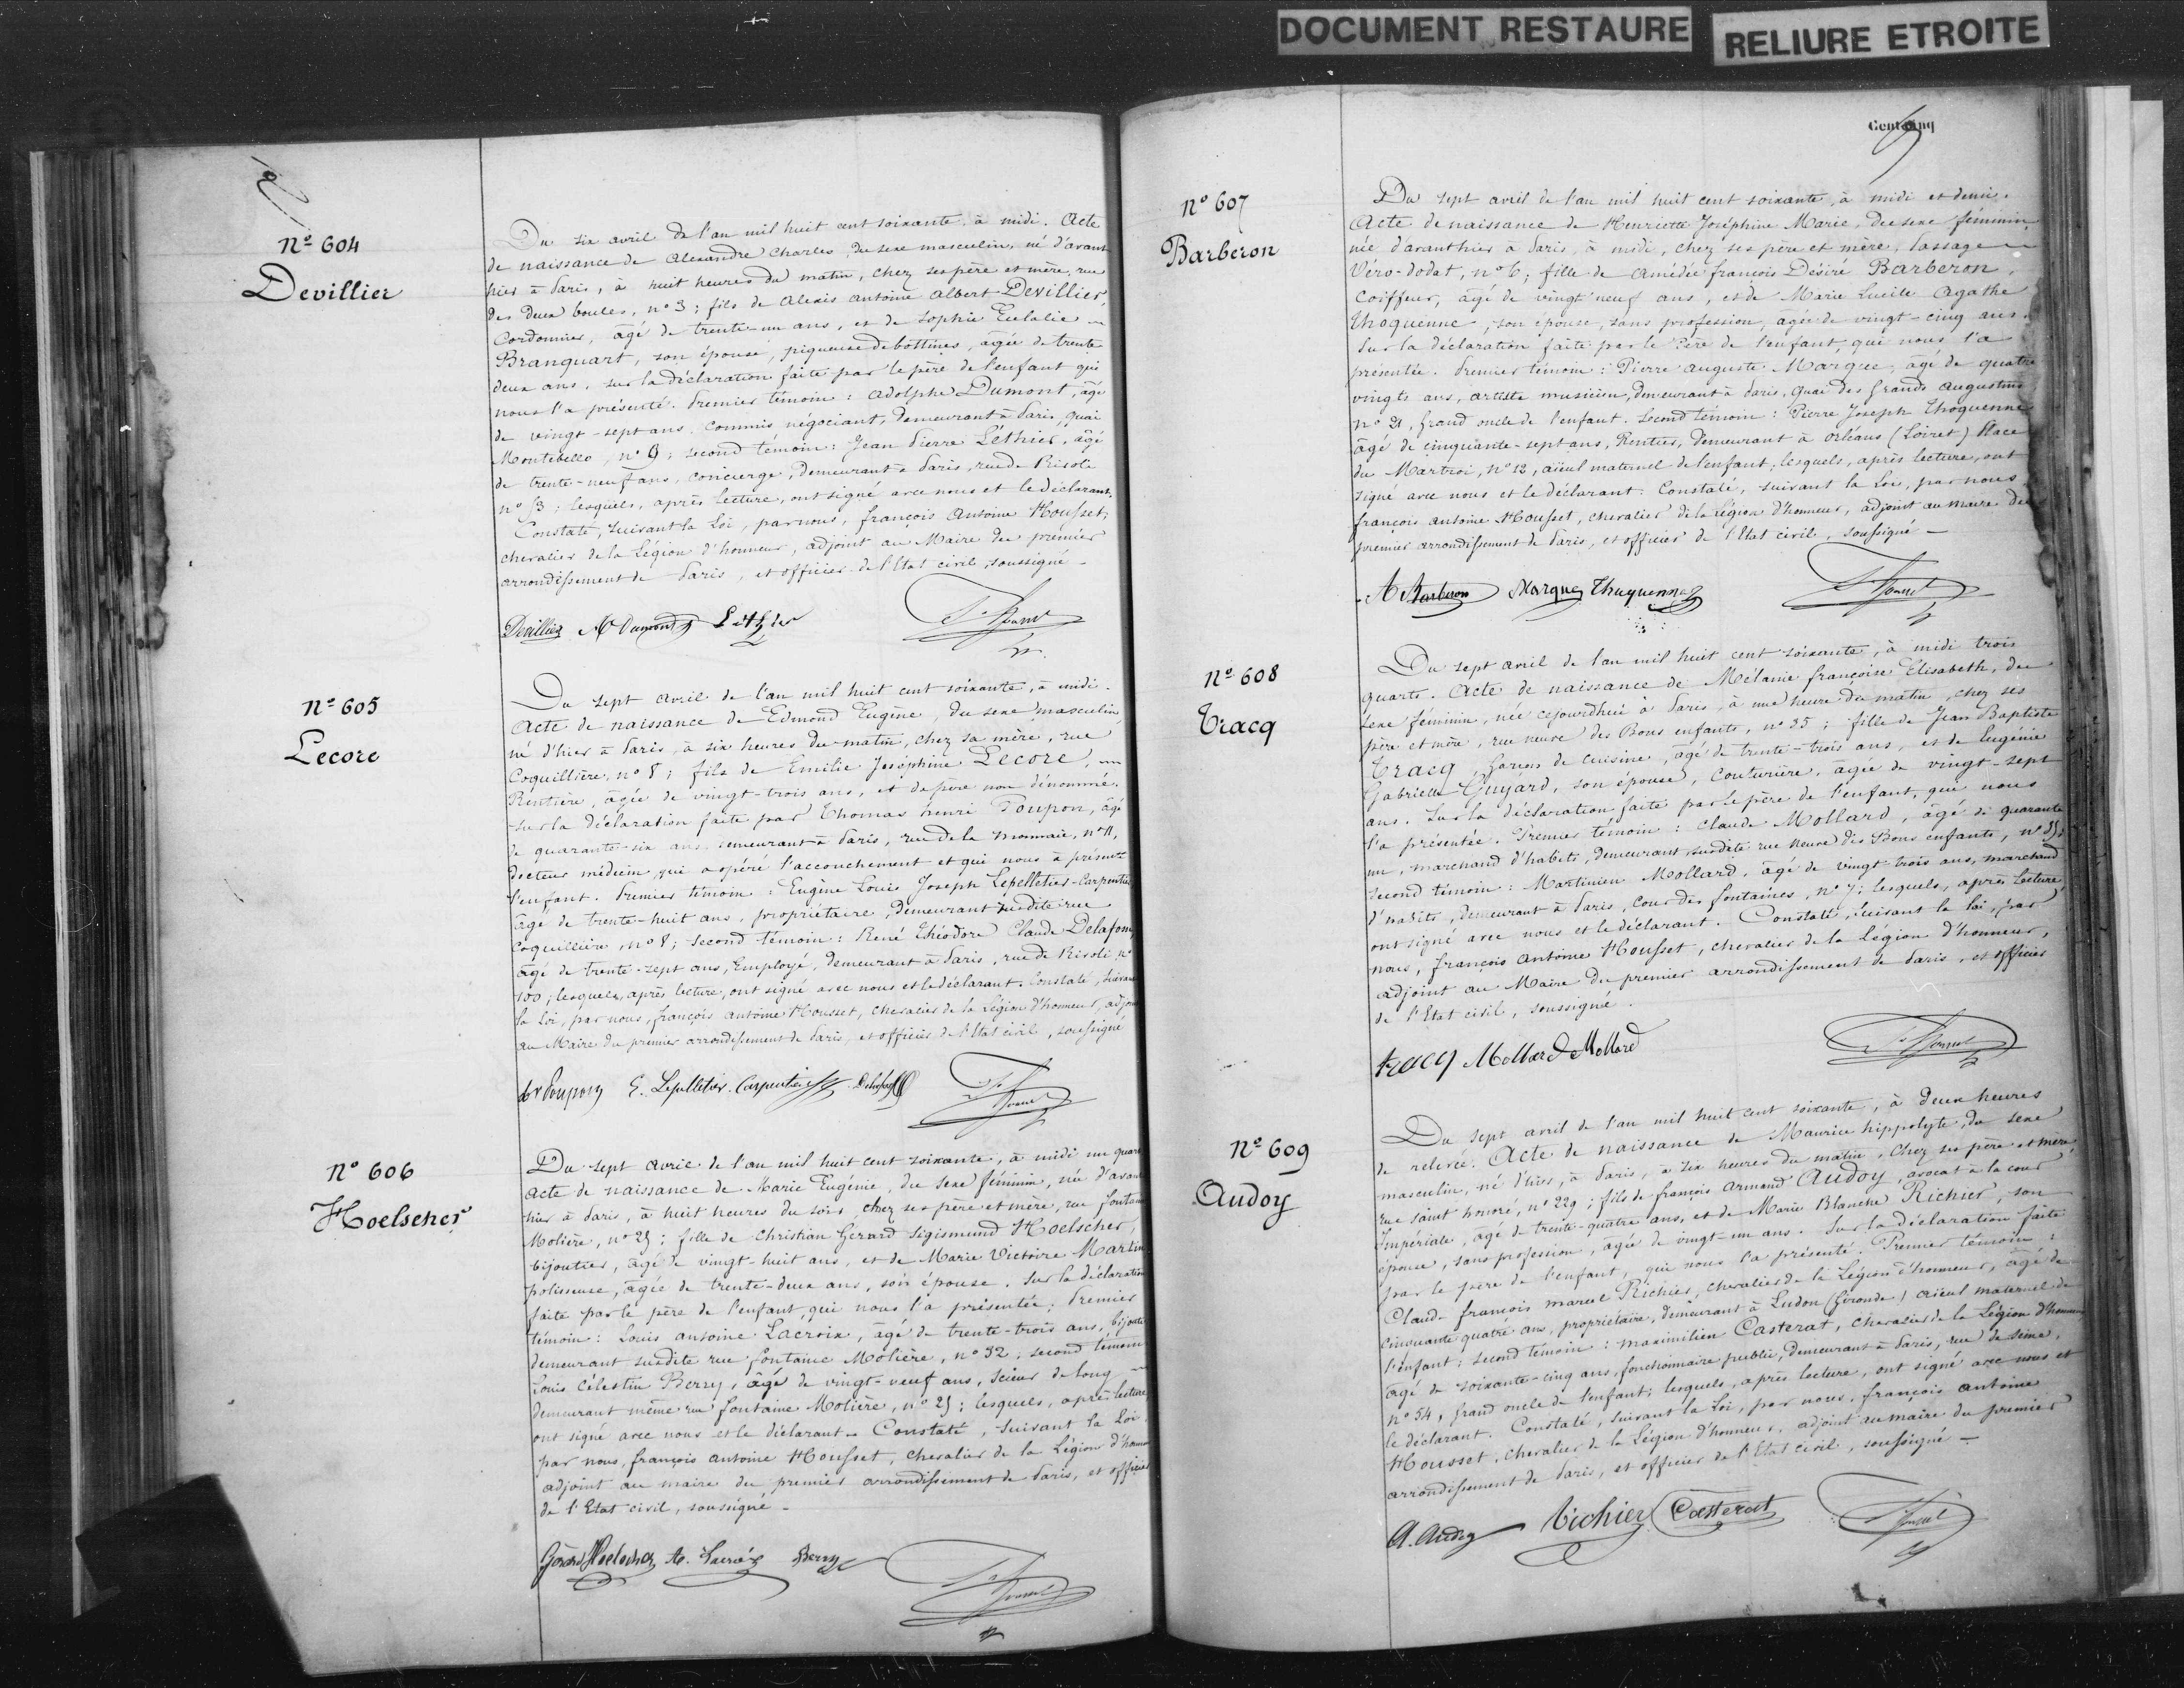 DOCUMENT RESTAURE
RELIURE ETROITE
Nº 604
Devillier
Du six avril de l'an mil huit cent soixante, à midi. Acte
de naissance de Alexandre Charles, du sexe masculin, né d'avant
hier à Paris, à huit heures du matin, chez ses père et mère, rue
des Deux boules, nº 3; fils de Alexis Antoine Albert Devillier,
Cordonnier, âgé de trente-un ans, et de Sophie Eulalie
Branquart, son épouse, piqueuse de bottines, âgée de trente
deux ans, sur la déclaration faite par le père de l'enfant qui
nous l'a présenté. Premier témoin: Adolphe Dumont, âgé
de vingt-sept ans, commis négociant, demeurant à Paris, quai
Montebello, nº 9; second témoin: Jean Pierre Léthier, âgé
de trente-neuf ans, concierge, demeurant à Paris, rue de Rivoli
nº 13; lesquels, après lecture, ont signé avec nous et le déclarant.
Constaté, suivant la Loi, par nous, françois Antoine Housset,
chevalier de la Légion d'honneur, adjoint au Maire du premier
arrondissement de Paris, et officier de l'Etat civil, soussigné
Devillier Dumont Léthier
Nº 605
Lecore
Du sept avril de l'an mil huit cent soixante, à midi.
Acte de naissance de Edmond Eugène, du sexe masculin,
né d'hier à Paris, à six heures du matin, chez sa mère, rue
Coquillière, nº 8; fils de Emilie Joséphine Lecore,
Rentière, âgée de vingt-trois ans, et de père non dénommé.
sur la déclaration faite par Thomas henri Poupon, âgé
de quarante-six ans demeurant à Paris, rue de la monnaie, nº 11,
docteur médecin, qui a opéré l'accouchement et qui nous a présenté
l'enfant. Premier témoin: Eugène Louis Joseph Lepelletier-Carpentier
âgé de trente-huit ans, propriétaire, demeurant susdite rue
Coquillière, nº 8; second témoin: René Théodore Claude Delafon
âgé de trente-sept ans, Employé, demeurant à Paris, rue de Rivoli, nº
100; lesquels, après lecture, ont signé avec nous et le déclarant. Constaté, suivant
la Loi, par nous, françois Antoine Housset, chevalier de la Légion d'honneur, adjoint
au Maire du premier arrondissement de Paris, et officier de l'Etat civil, soussigné
Poupon E. Lepelletier-Carpentier
Nº 606
Hoelscher
Du sept avril de l'an mil huit cent soixante, à midi un quart
Acte de naissance de Marie Eugénie, du sexe féminin, née d'avant
hier à Paris, à huit heures du soir, chez ses père et mère, rue fontaine
Molière, nº 25; fille de Christian Gérard Sigismund Hoelscher,
bijoutier, âgé de vingt-huit ans, et de Marie Victoire Martin
polisseuse, âgée de trente-deux ans, son épouse. Sur la déclaration
faite par le père de l'enfant qui nous l'a présentée; Premier
témoin: Louis antoine Lacroix, âgé de trente-trois ans, bijoutier
demeurant susdite rue fontaine Molière, nº 32; second témoin
Louis Célestin Berry, âgé de vingt-neuf ans, scieur de long
demeurant même rue fontaine Molière, nº 25; lesquels, après lecture
ont signé avec nous et le déclarant. Constaté, suivant la Loi
par nous, françois antoine Housset, chevalier de la Légion d'honneur
adjoint au maire du premier arrondissement de Paris, et officier
de l'Etat civil, soussigné
Gérard Hoelscher Lacroix Berry
Cent cinq
Nº 607
Barberon
Du sept avril de l'an mil huit cent soixante, à midi et demi.
Acte de naissance de Henriette Joséphine Marie, du sexe féminin,
née d'avanthier à Paris, à midi, chez ses père et mère, Passage
Véro-dodat, nº 6; fille de Amédée françois Désiré Barberon,
Coiffeur, âgé de vingt neuf ans, et de Marie Lucile Agathe
Thoquenne, son épouse, sans profession, âgée de vingt-cinq ans.
Sur la déclaration faite par le Père de l'enfant, qui nous l'a
présentée. Premier témoin: Pierre Auguste Marque, âgé de quatre
vingts ans, artiste musicien, demeurant à Paris, Quai des Grands Augustins
nº 21, Grand oncle de l'enfant. Second témoin: Pierre Joseph Thoquenne
âgé de cinquante-sept ans, Rentier, demeurant à Orléans (Loiret) Place
du Martroi, nº 12, aïeul maternel de l'enfant; lesquels, après lecture, ont
signé avec nous et le déclarant. Constaté, suivant la Loi, par nous
françois antoine Housset, chevalier de la Légion d'honneur, adjoint au maire du
premier arrondissement de Paris, et officier de l'Etat civil, soussigné
A Barberon Marque Thoquenne
Nº 608
Tracq
Du sept avril de l'an mil huit cent soixante, à midi trois
quarts. Acte de naissance de Mélanie françoise Elisabeth, du
sexe féminin, née cejourd'hui à Paris, à une heure du matin, chez ses
père et mère, rue neuve des Bons enfants, nº 35; fille de Jean Baptiste
Tracq, Garçon de cuisine, âgé de trente-trois ans, et de Eugénie
Gabrielle Guyard, son épouse, Couturière, âgée de vingt-sept
ans. Sur la déclaration faite par le père de l'enfant, qui nous
l'a présentée. Premier témoin: Claude Mollard, âgé de quarante
un, marchand d'habits, demeurant susdite rue neuve des Bons enfants, nº 35;
second témoin: Martinien Mollard, âgé de vingt trois ans, marchand
d'habits, demeurant à Paris, cour des fontaines, nº 7; lesquels, après lecture
ont signé avec nous et le déclarant. Constaté, suivant la loi, par
nous, françois Antoine Housset, chevalier de la Légion d'honneur,
adjoint au Maire du premier arrondissement de Paris, et officier
de l'Etat civil, soussigné.
tracq Mollard Mollard
Nº 609
Audoy
Du sept avril de l'an mil huit cent soixante, à deux heures
de relevée. Acte de naissance de Maurice hippolyte, du sexe
masculin, né d'hier, à Paris, à six heures du matin, chez ses père et mère
rue saint honoré, nº 229; fils de françois Armand Audoy, avocat à la cour
Impériale, âgé de trente-quatre ans, et de Marie Blanche Richier, son
épouse, sans profession, âgée de vingt-un ans. Sur la déclaration faite
par le père de l'enfant, qui nous l'a présenté. Premier témoin:
Claude françois marcel Richier, chevalier de la Légion d'honneur, âgé de
cinquante quatre ans, propriétaire, demeurant à Ludon (Gironde) aïeul maternel de
l'enfant; second témoin: maximilien Casterat, chevalier de la Légion d'honneur
âgé de soixante-cinq ans, fonctionnaire public, demeurant à Paris, rue de seine,
nº 54, grand oncle de l'enfant; lesquels, après lecture, ont signé avec nous et
le déclarant. Constaté, suivant la Loi, par nous, françois antoine
Housset, chevalier de la Légion d'honneur, adjoint au maire du premier
arrondissement de Paris, et officier de l'Etat civil, soussigné
A. Audoy Richier Casterat